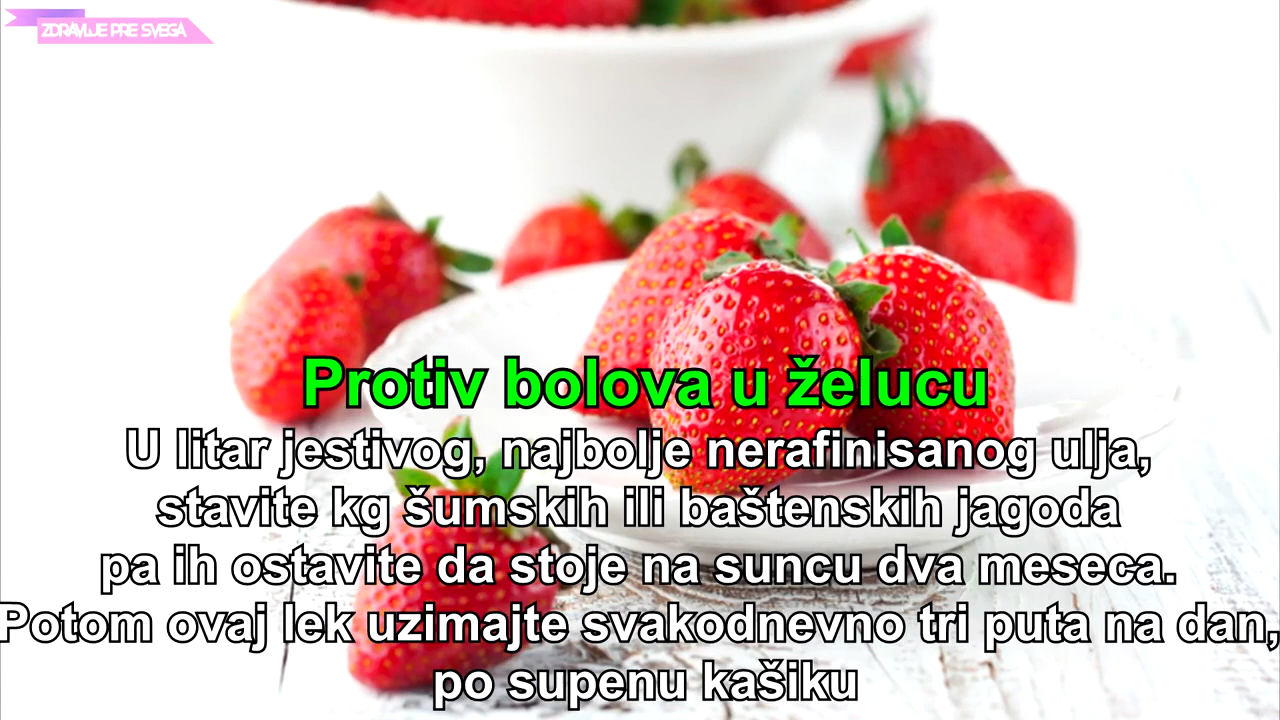 ZDRAVLJE PRE SVEGA
Protiv bolova u želucu
U litar jestivog, najbolje nerafinisanog ulja,
stavite kg šumskih ili baštenskih jagoda
pa ih ostavite da stoje na suncu dva meseca.
Potom ovaj lek uzimajte svakodnevno tri puta na dan,
po supenu kašiku